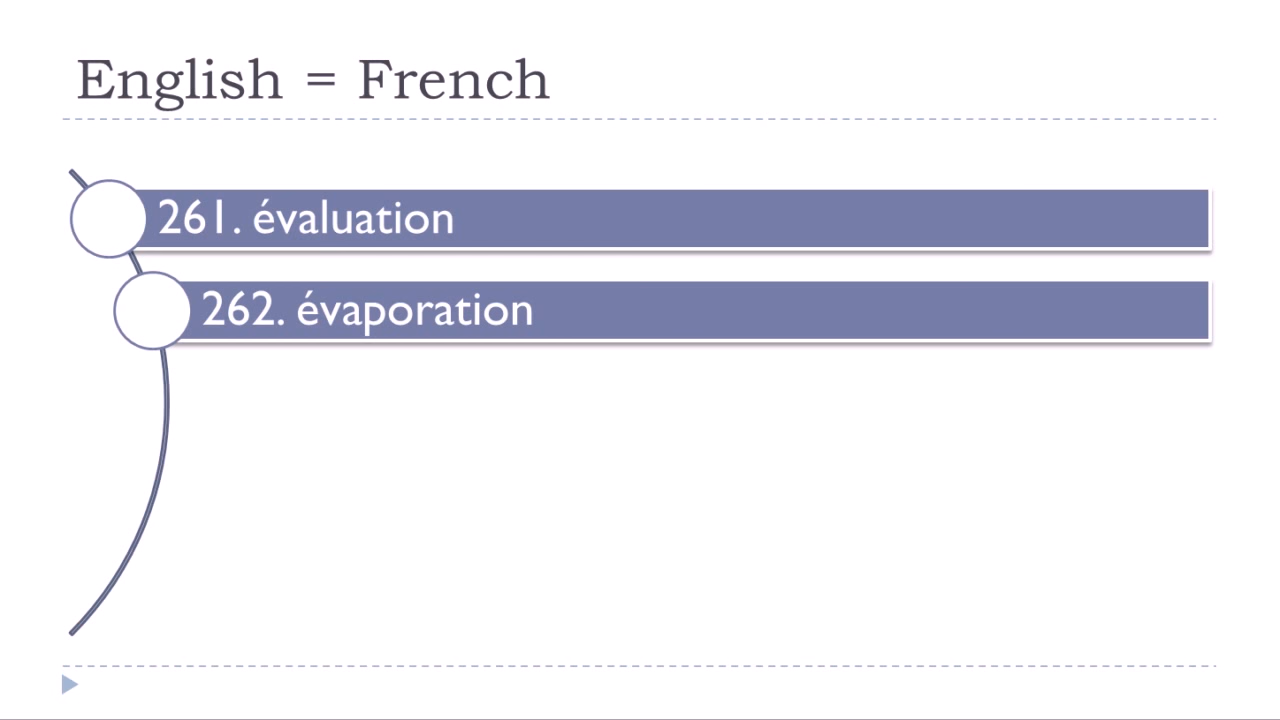 English = French
261. évaluation
262. évaporation